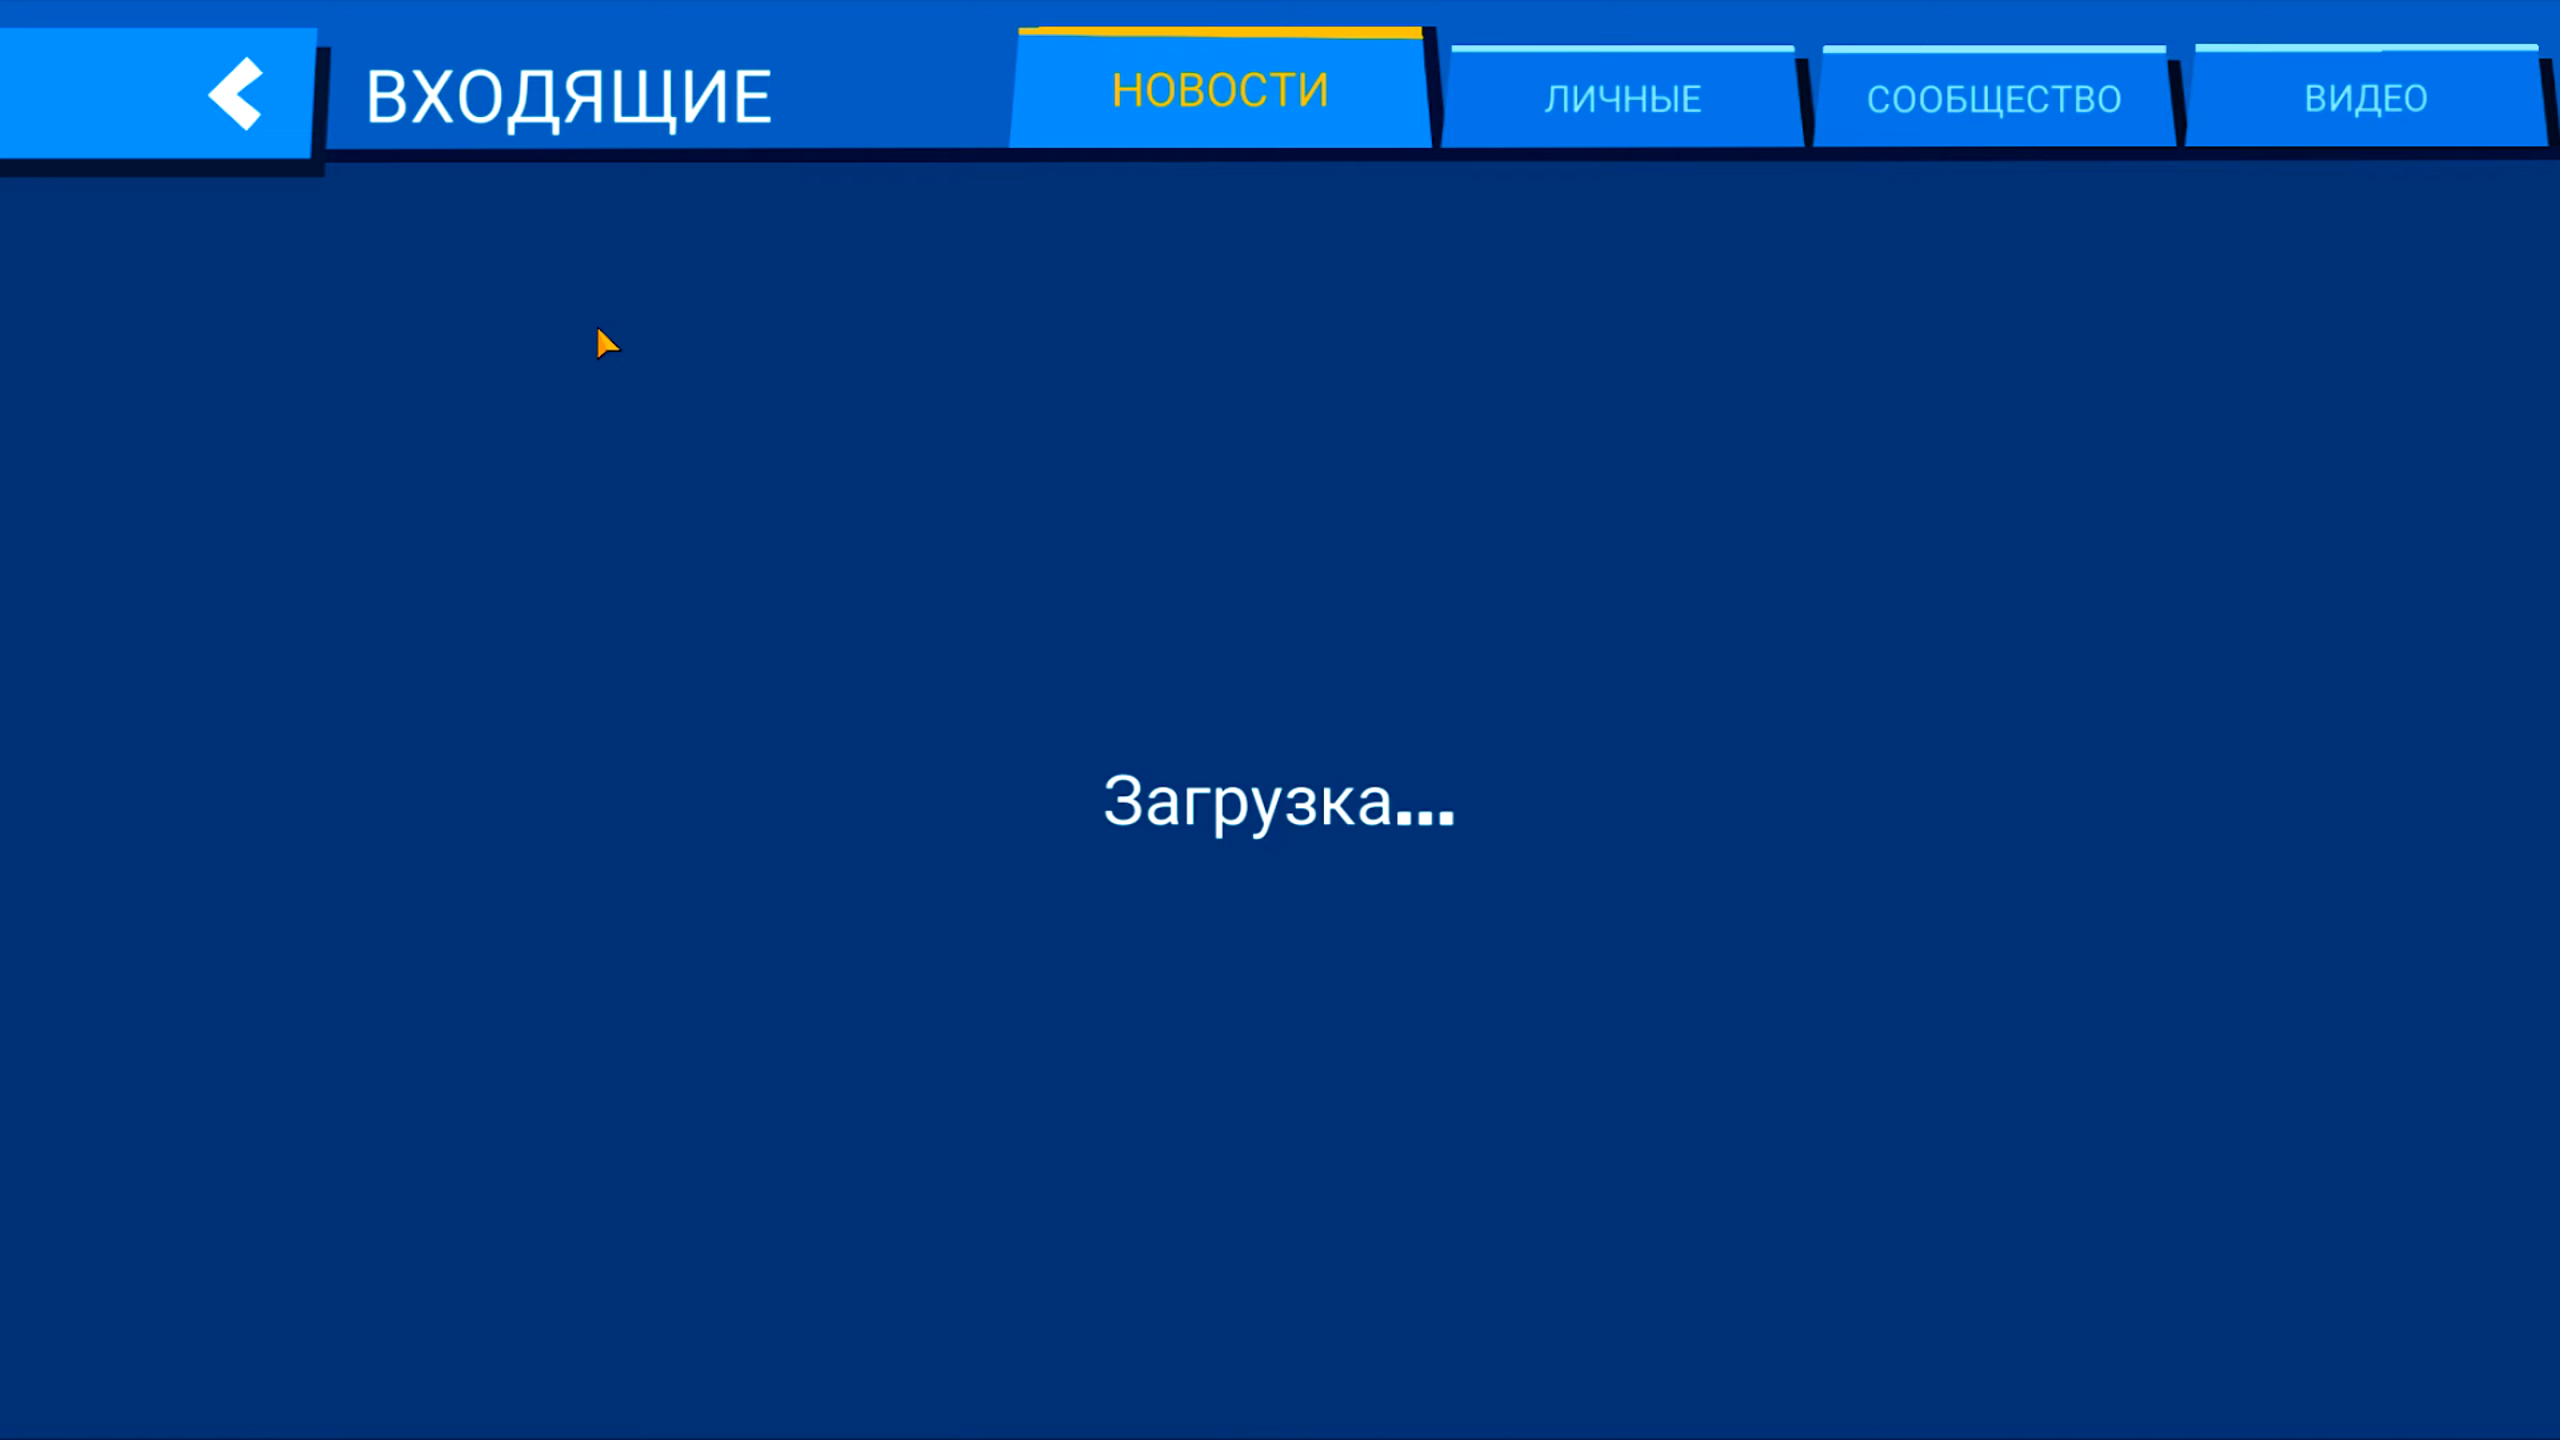 ВХОДЯЩИЕ
НОВОСТИ
ЛИЧНЫЕ
СООБЩЕСТВО
ВИДЕО
Загрузка...